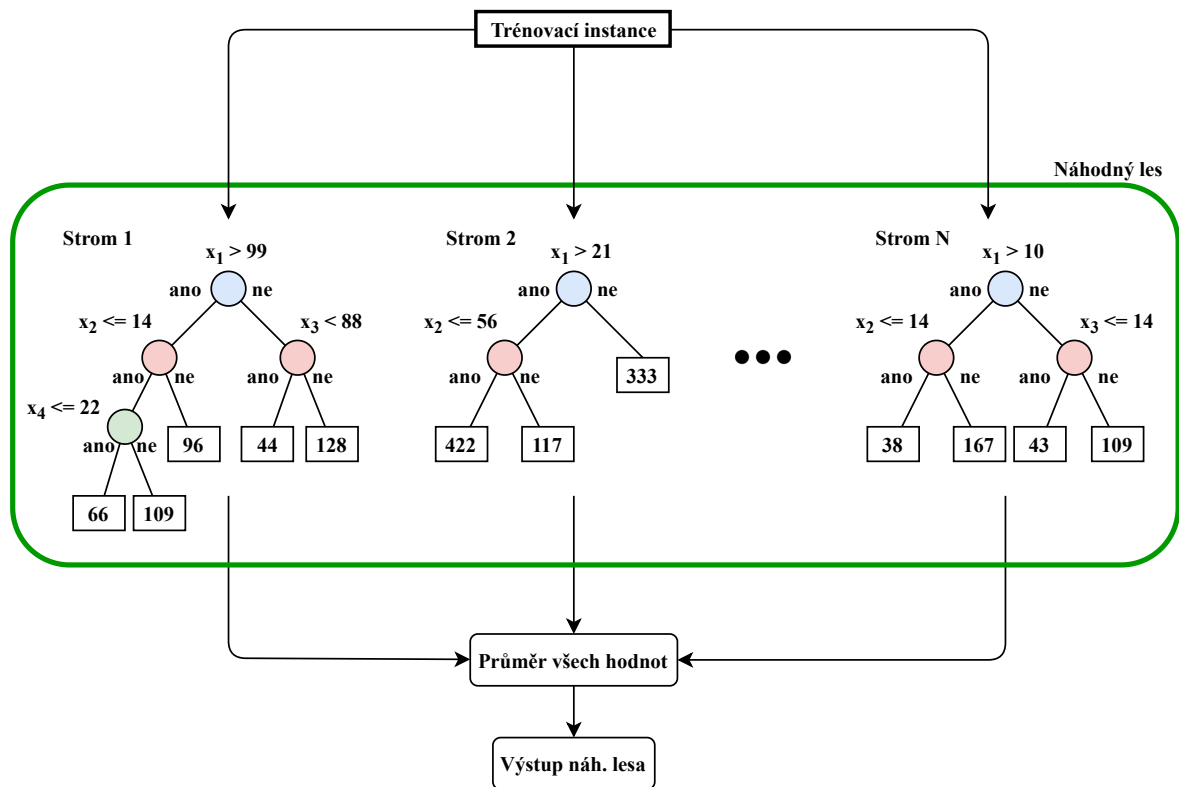 Trénovací instance
Náhodný les
Strom 1
x1 > 99
ano ne
x2 <= 14
x3 < 88
ano ne
ano ne
x4 <= 22
ano ne
96
44
128
66
109
Strom 2
x1 > 21
ano ne
x2 <= 56
ano ne
333
422
117
Strom N
x1 > 10
ano ne
x2 <= 14
x3 <= 14
ano ne
ano ne
38
167
43
109
Průměr všech hodnot
Výstup náh. lesa